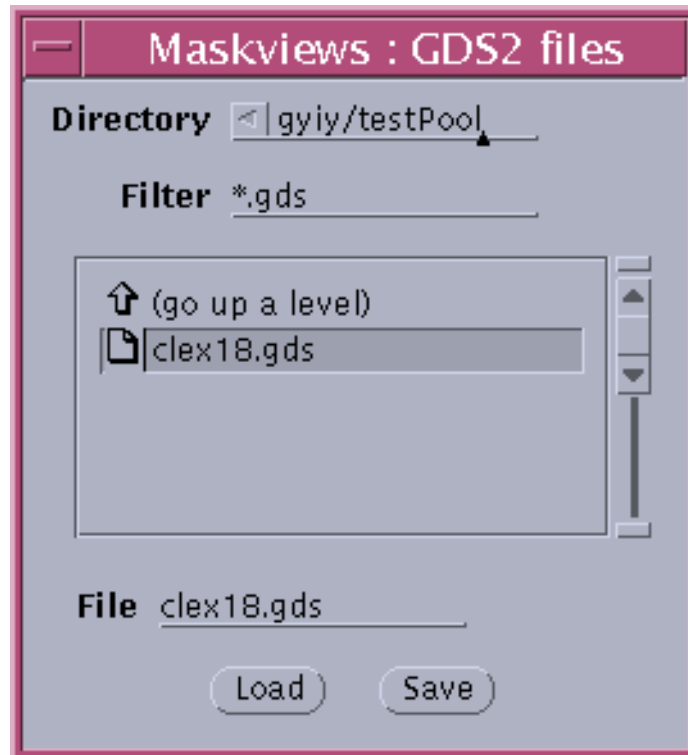 Maskviews : GDS2 files
Directory gyiy/testPool
Filter *.gds
(go up a level)
clex18.gds
File clex18.gds
Load Save